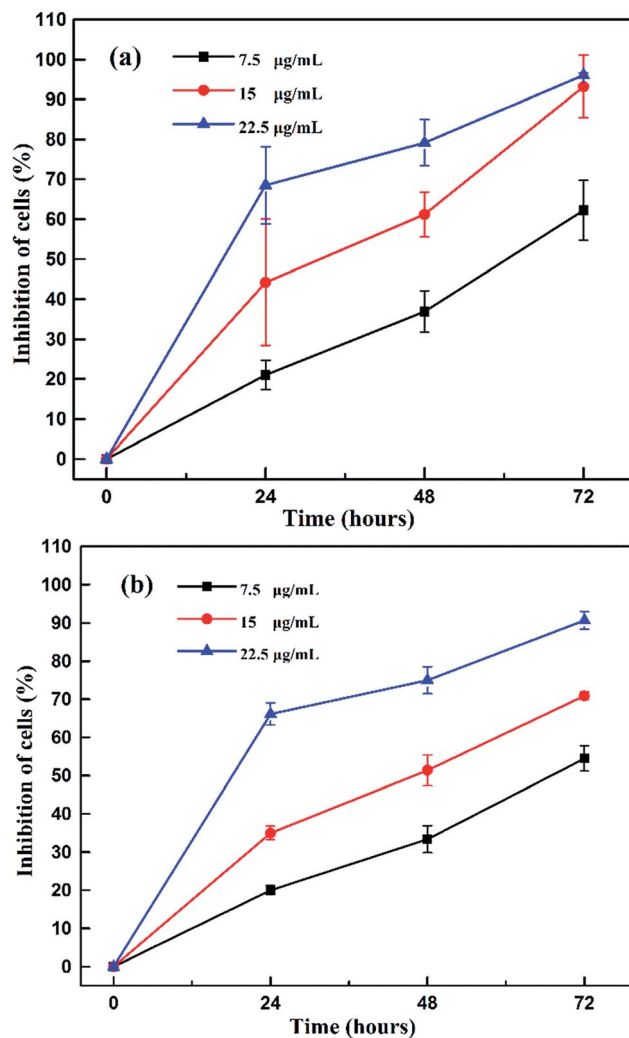 (a)
7.5 μg/mL
15 μg/mL
22.5 μg/mL
110
100
90
80
70
60
50
40
30
20
10
0
Inhibition of cells (%)
0 24 48 72
Time (hours)
(b)
7.5 μg/mL
15 μg/mL
22.5 μg/mL
110
100
90
80
70
60
50
40
30
20
10
0
Inhibition of cells (%)
0 24 48 72
Time (hours)